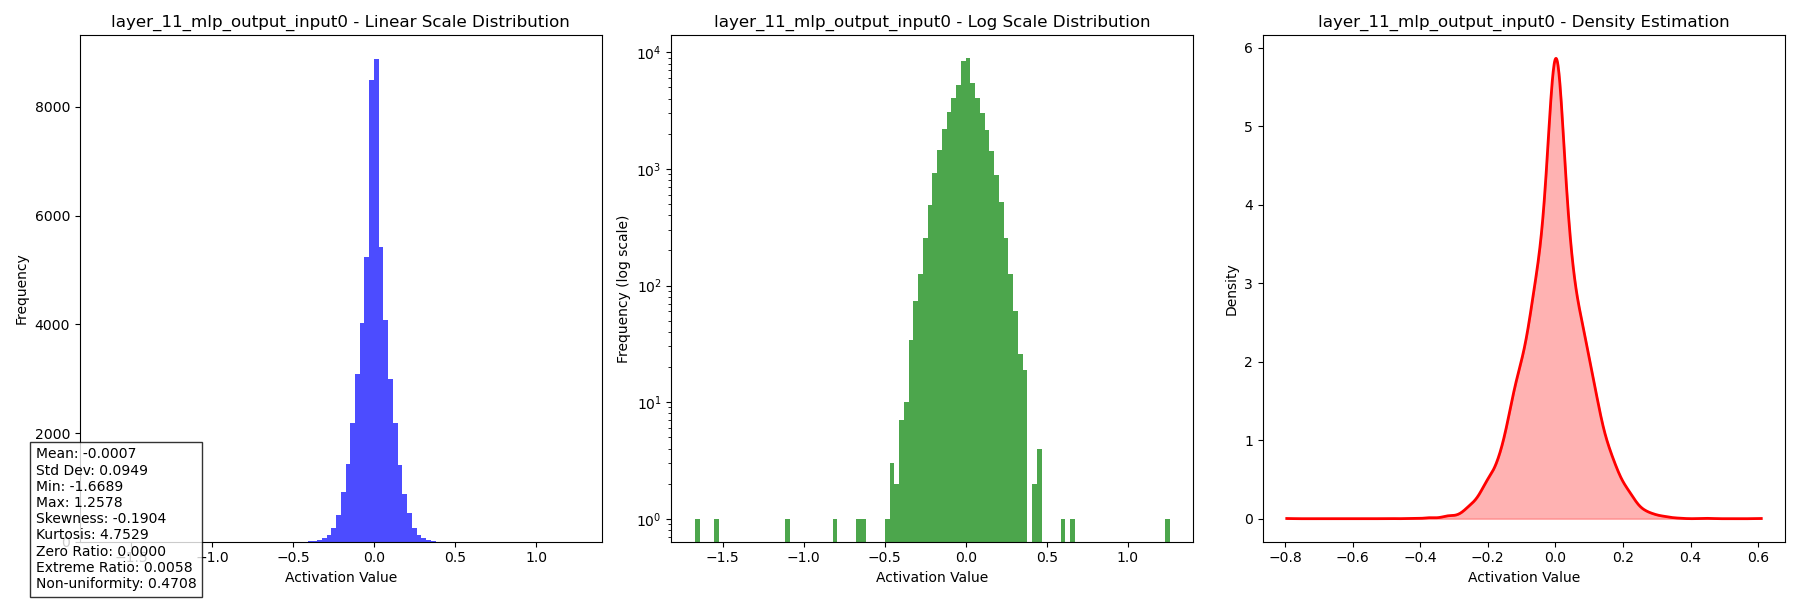 layer_11_mlp_output_input0 - Linear Scale Distribution
Frequency
8000
6000
4000
2000
−1.0
−0.5
0.0
0.5
1.0
Activation Value
Mean: -0.0007
Std Dev: 0.0949
Min: -1.6689
Max: 1.2578
Skewness: -0.1904
Kurtosis: 4.7529
Zero Ratio: 0.0000
Extreme Ratio: 0.0058
Non-uniformity: 0.4708
layer_11_mlp_output_input0 - Log Scale Distribution
Frequency (log scale)
10⁴
10³
10²
10¹
10⁰
−1.5
−1.0
−0.5
0.0
0.5
1.0
Activation Value
layer_11_mlp_output_input0 - Density Estimation
Density
6
5
4
3
2
1
0
−0.8
−0.6
−0.4
−0.2
0.0
0.2
0.4
0.6
Activation Value